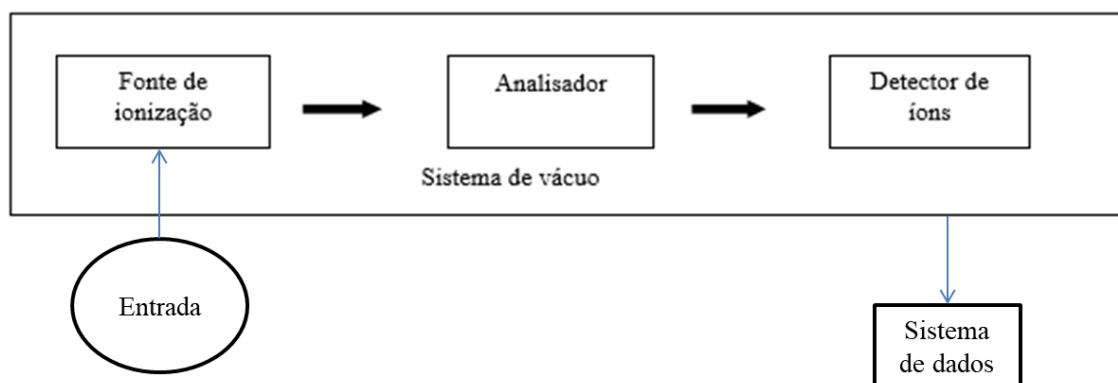 Fonte de
ionização
Analisador
Detector de
íons
Sistema de vácuo
Entrada
Sistema
de dados